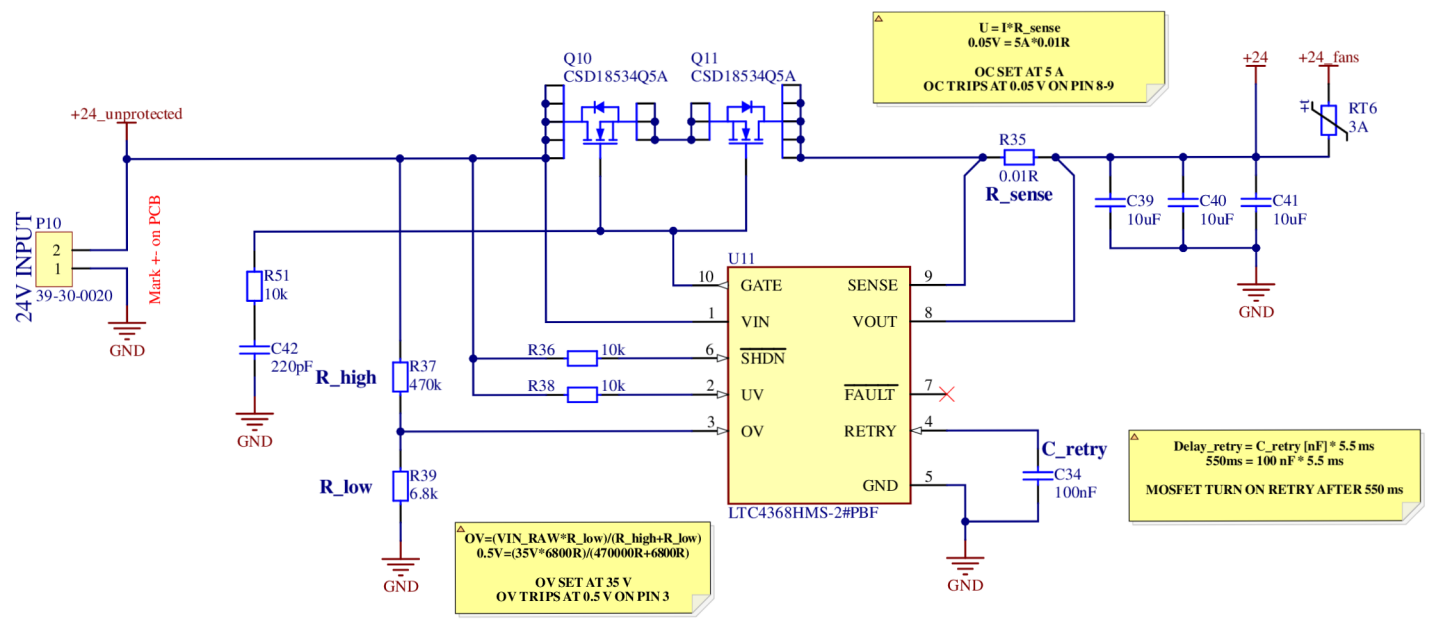 U = I*R_sense
0.05V = 5A*0.01R
OC SET AT 5 A
OC TRIPS AT 0.05 V ON PIN 8-9
Q10
CSD18534Q5A
Q11
CSD18534Q5A
+24
+24_fans
+24_unprotected
+t
RT6
3A
R35
0.01R
R_sense
C39
10uF
C40
10uF
C41
10uF
GND
24V INPUT
P10
2
1
39-30-0020
Mark +- on PCB
GND
R51
10k
C42
220pF
GND
R_high
R37
470k
R_low
R39
6.8k
GND
R36
10k
R38
10k
U11
10
GATE
1
VIN
6
SHDN
2
UV
3
OV
SENSE
9
VOUT
8
FAULT
7
RETRY
4
GND
5
LTC4368HMS-2#PBF
C_retry
C34
100nF
GND
Delay_retry = C_retry [nF] * 5.5 ms
550ms = 100 nF * 5.5 ms
MOSFET TURN ON RETRY AFTER 550 ms
OV=(VIN_RAW*R_low)/(R_high+R_low)
0.5V=(35V*6800R)/(470000R+6800R)
OV SET AT 35 V
OV TRIPS AT 0.5 V ON PIN 3